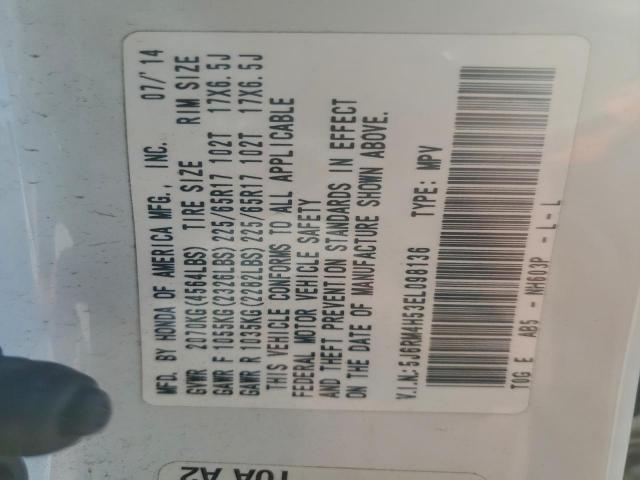 MFD. BY HONDA OF AMERICA MFG., INC. 07/'14
GVWR 2070KG(4564LBS) TIRE SIZE RIM SIZE
GAWR F 1055KG(2326LBS) 225/65R17 102T 17X6.5J
GAWR R 1035KG(2282LBS) 225/65R17 102T 17X6.5J
THIS VEHICLE CONFORMS TO ALL APPLICABLE
FEDERAL MOTOR VEHICLE SAFETY
AND THEFT PREVENTION STANDARDS IN EFFECT
ON THE DATE OF MANUFACTURE SHOWN ABOVE.
V.I.N:5J6RM4H53EL098136 TYPE: MPV
T0G E AB5 - NH603P - L - L
T0A A2